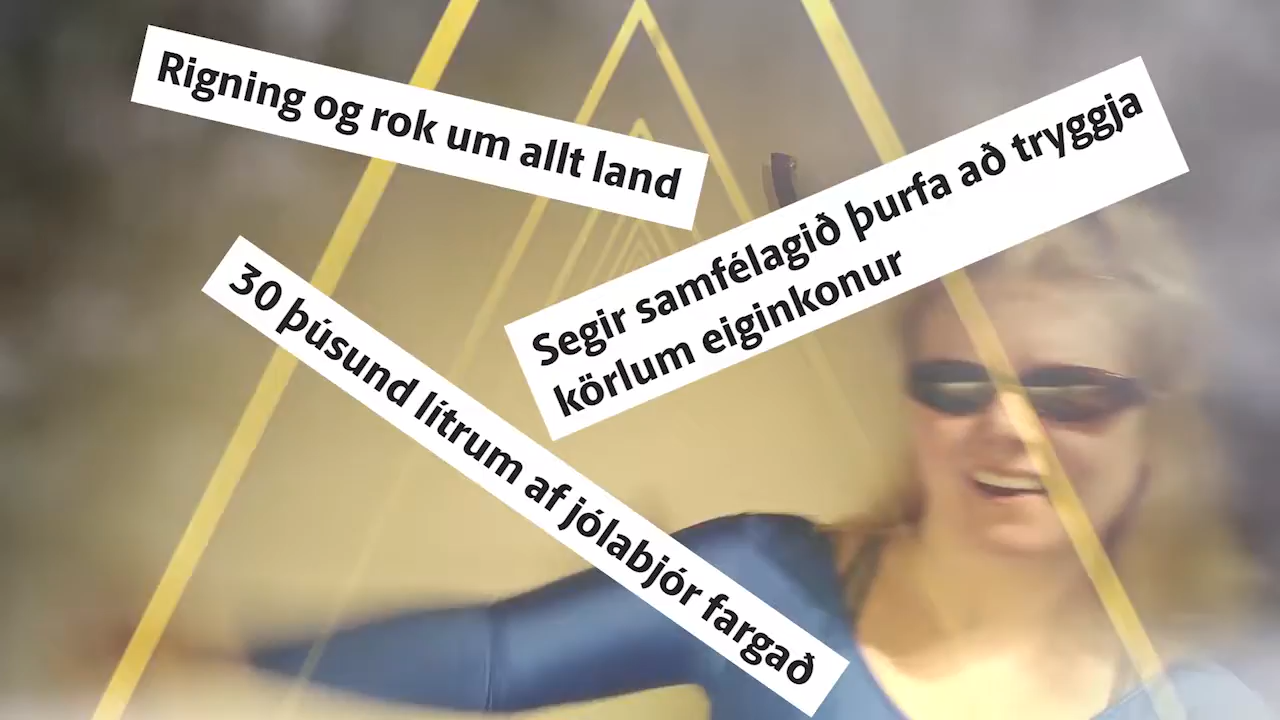 Rigning og rok um allt land
Segir samfélagið þurfa að tryggja
körlum eiginkonur
30 þúsund lítrum af jólabjór fargað